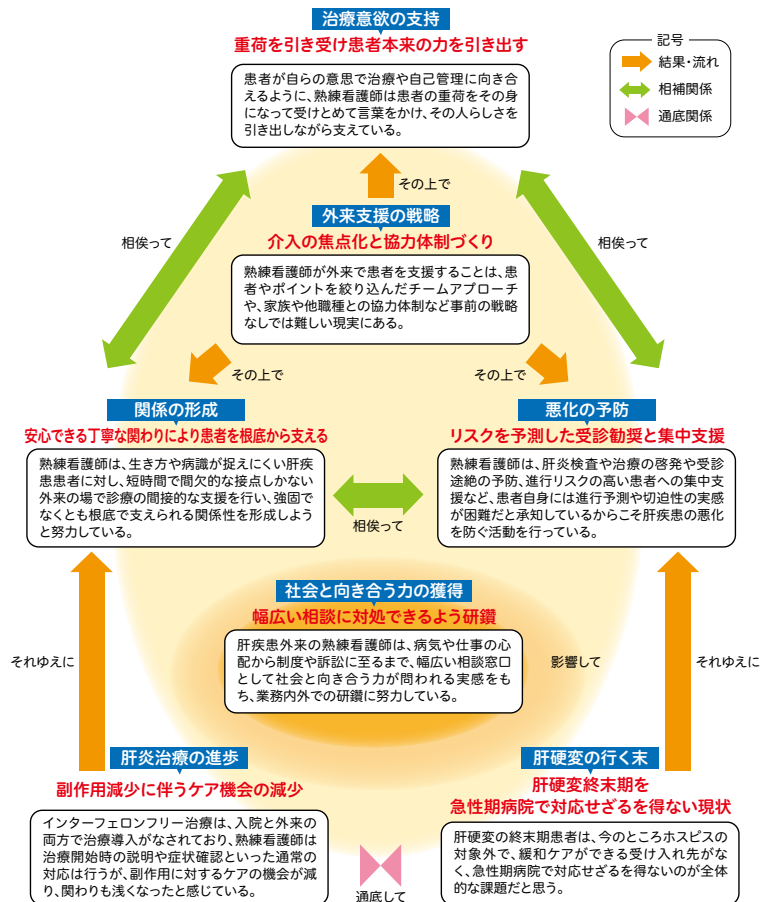 治療意欲の支持
重荷を引き受け患者本来の力を引き出す
患者が自らの意思で治療や自己管理に向き合
えるように、熟練看護師は患者の重荷をその身
になって受けとめて言葉をかけ、その人らしさを
引き出しながら支えている。
記号
結果・流れ
相補関係
通底関係
その上で
相俟って
相俟って
外来支援の戦略
介入の焦点化と協力体制づくり
熟練看護師が外来で患者を支援することは、患
者やポイントを絞り込んだチームアプローチ
や、家族や他職種との協力体制など事前の戦略
なしでは難しい現実にある。
その上で
その上で
関係の形成
安心できる丁寧な関わりにより患者を根底から支える
熟練看護師は、生き方や病識が捉えにくい肝疾
患患者に対し、短時間で間欠的な接点しかない
外来の場で診療の間接的な支援を行い、強固で
なくとも根底で支えられる関係性を形成しよう
と努力している。
相俟って
悪化の予防
リスクを予測した受診勧奨と集中支援
熟練看護師は、肝炎検査や治療の啓発や受診
途絶の予防、進行リスクの高い患者への集中支
援など、患者自身には進行予測や切迫性の実感
が困難だと承知しているからこそ肝疾患の悪化
を防ぐ活動を行っている。
社会と向き合う力の獲得
幅広い相談に対処できるよう研鑽
肝疾患外来の熟練看護師は、病気や仕事の心
配から制度や訴訟に至るまで、幅広い相談窓口
として社会と向き合う力が問われる実感をも
ち、業務内外での研鑽に努力している。
それゆえに
影響して
それゆえに
肝炎治療の進歩
副作用減少に伴うケア機会の減少
インターフェロンフリー治療は、入院と外来の
両方で治療導入がなされており、熟練看護師は
治療開始時の説明や症状確認といった通常の
対応は行うが、副作用に対するケアの機会が減
り、関わりも浅くなったと感じている。
通底して
肝硬変の行く末
肝硬変終末期を
急性期病院で対応せざるを得ない現状
肝硬変の終末期患者は、今のところホスピスの
対象外で、緩和ケアができる受け入れ先がな
く、急性期病院で対応せざるを得ないのが全体
的な課題だと思う。